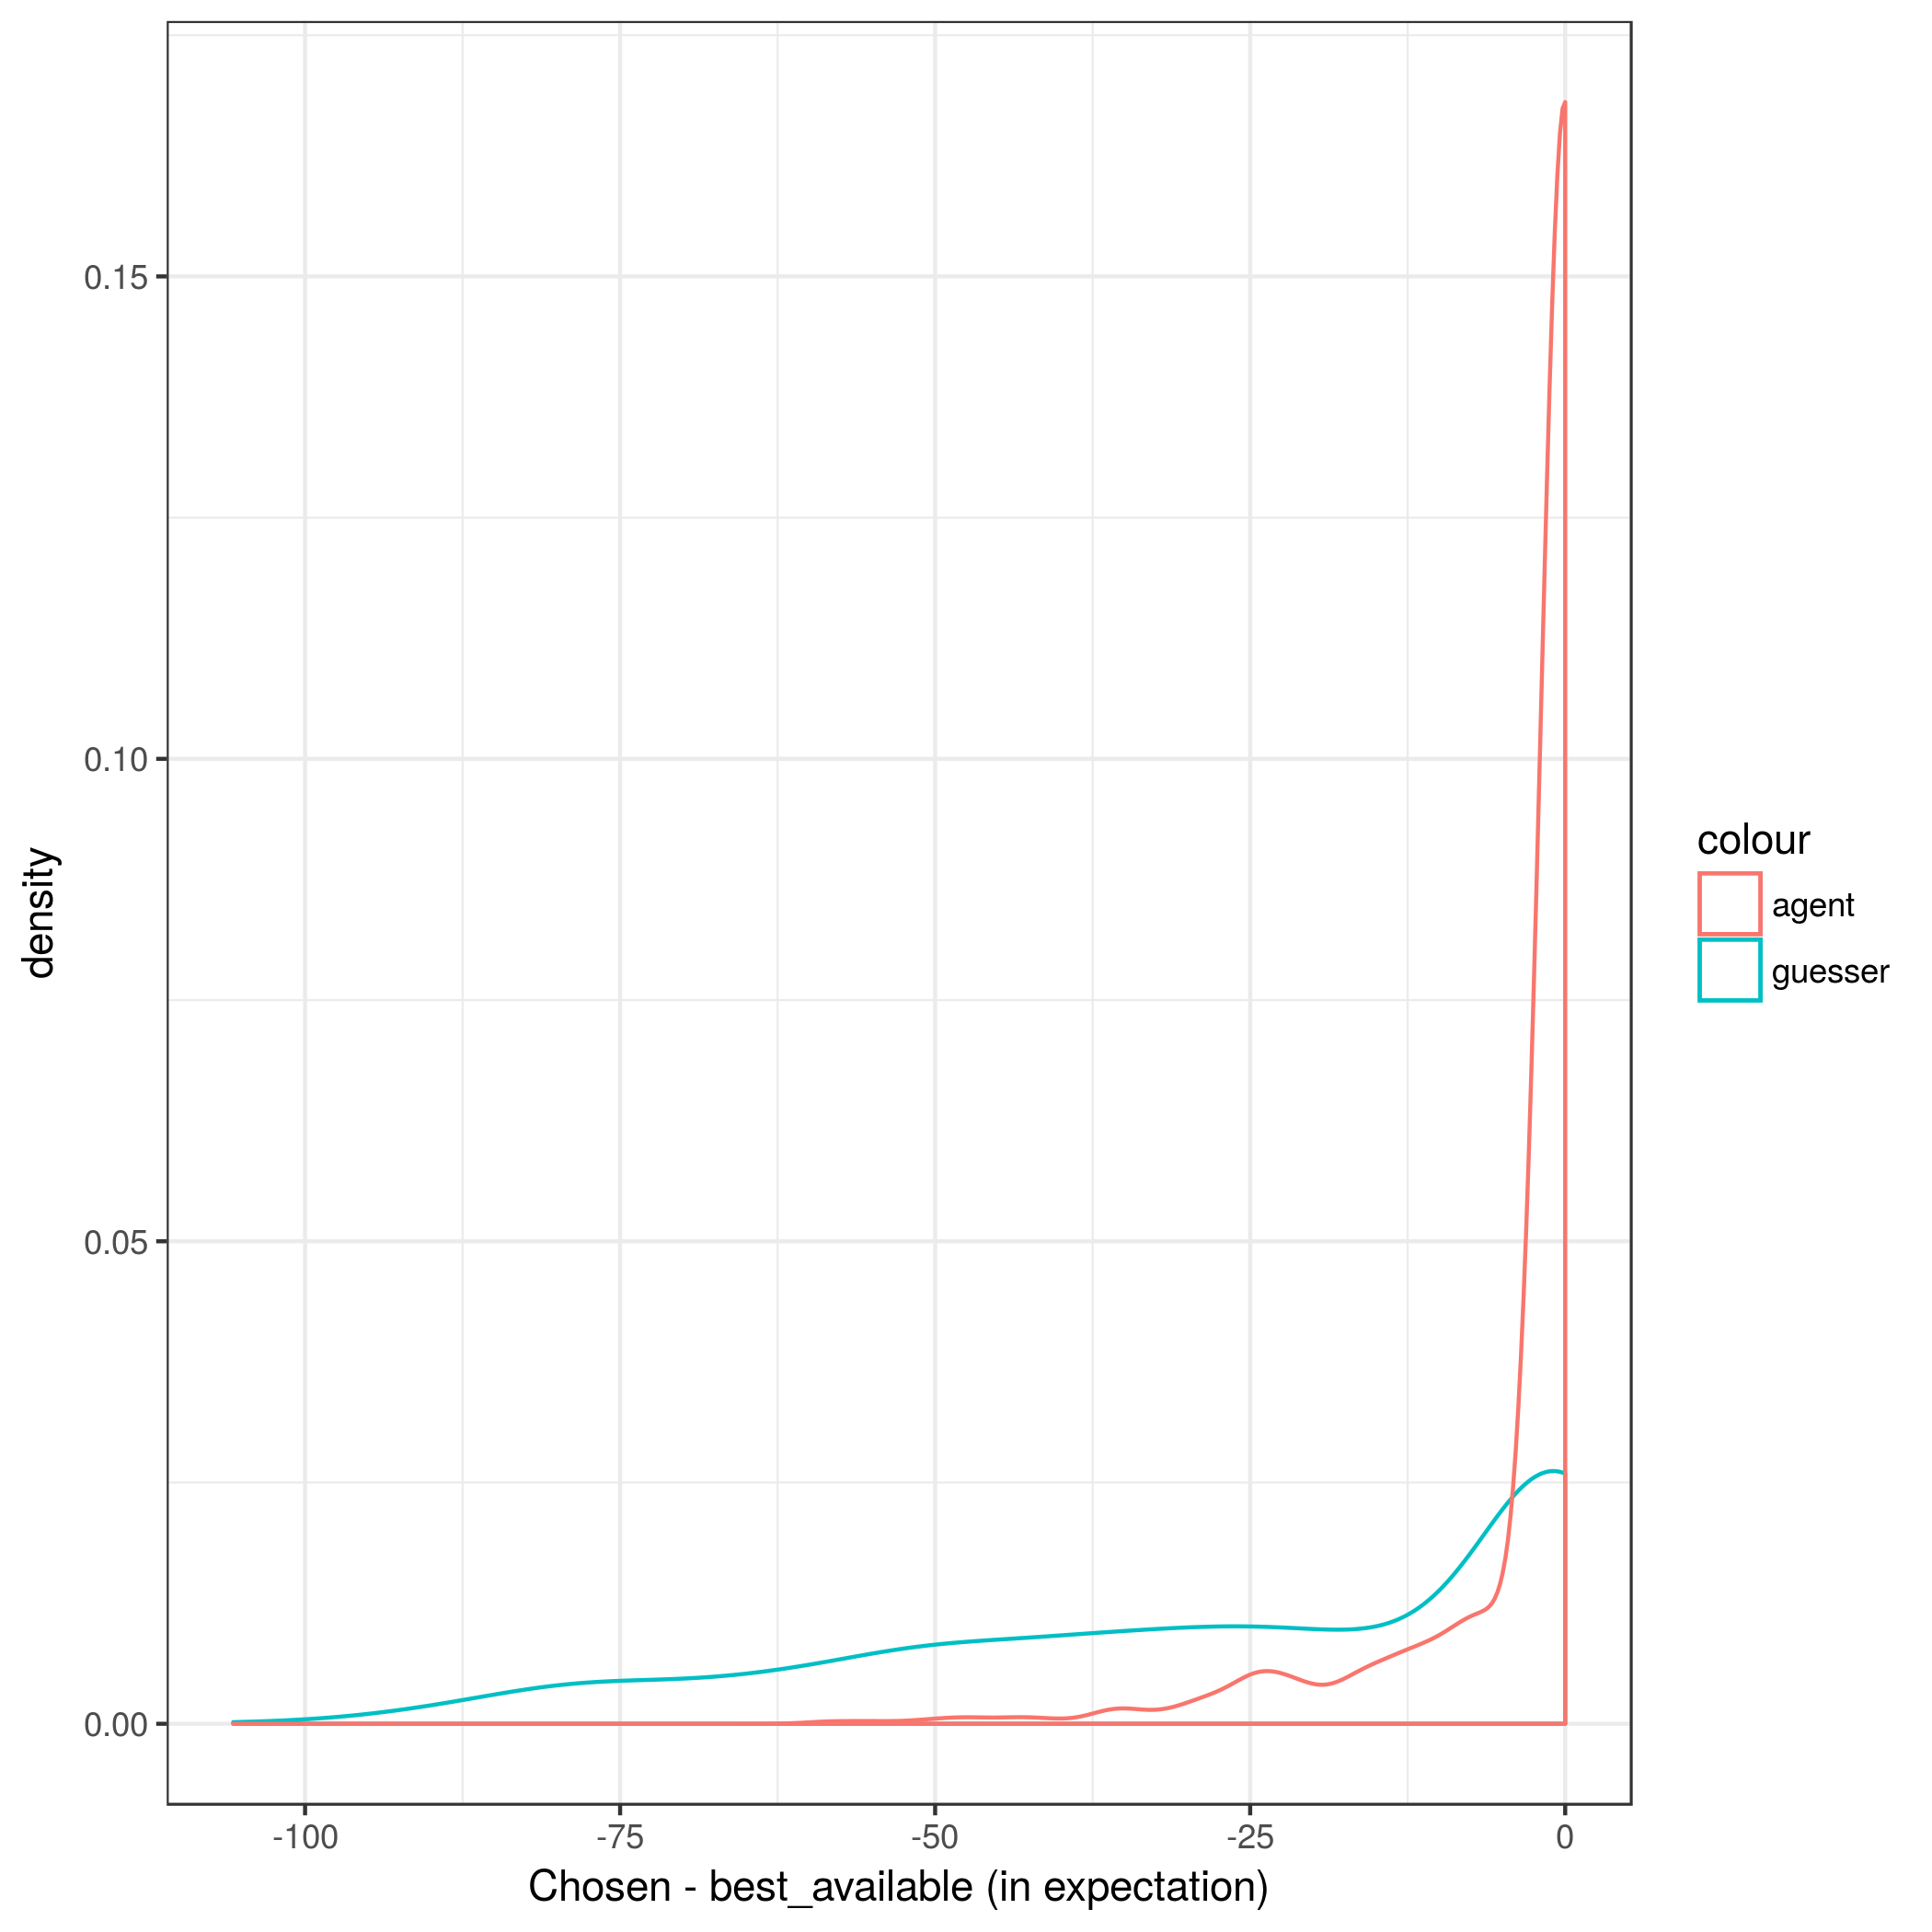 density
0.15
0.10
0.05
0.00
-100 -75 -50 -25 0
Chosen - best_available (in expectation)
colour
agent
guesser